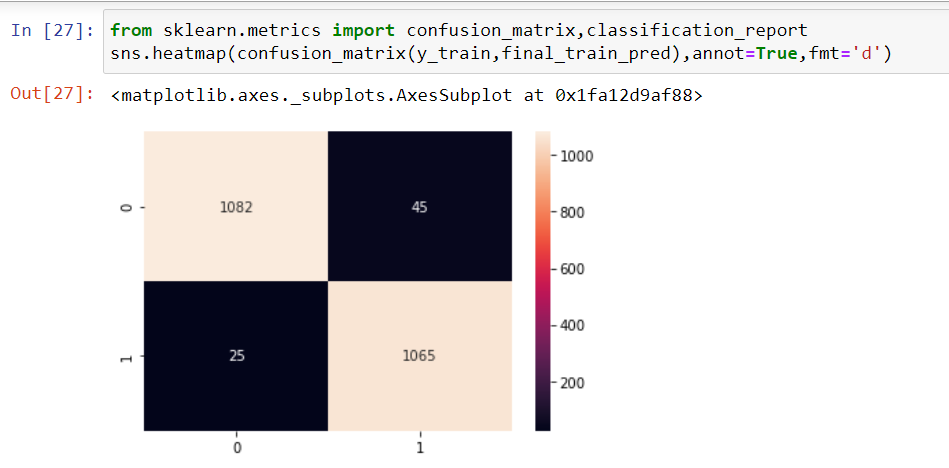 In [27]: from sklearn.metrics import confusion_matrix,classification_report
sns.heatmap(confusion_matrix(y_train,final_train_pred),annot=True,fmt='d')
Out[27]: <matplotlib.axes._subplots.AxesSubplot at 0x1fa12d9af88>
1000
0 1082 45
800
600
400
1 25 1065
200
0 1